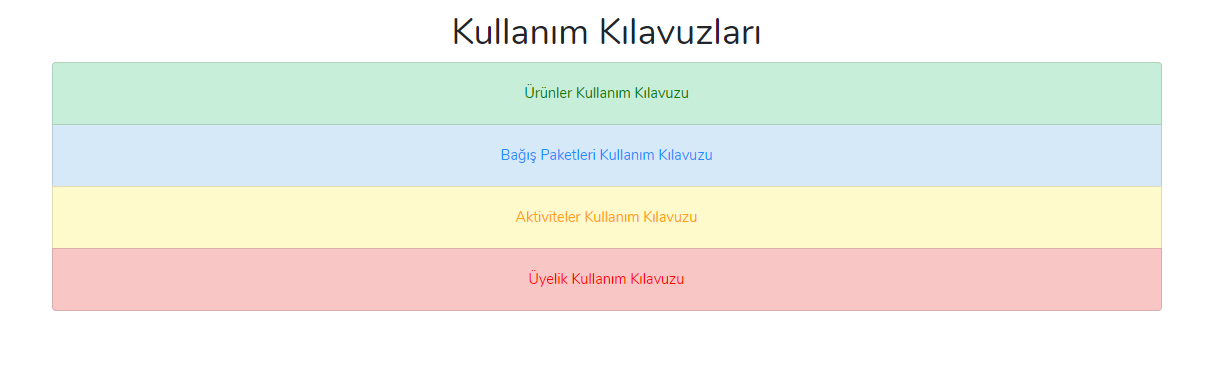 Kullanım Kılavuzları
Ürünler Kullanım Kılavuzu
Bağış Paketleri Kullanım Kılavuzu
Aktiviteler Kullanım Kılavuzu
Üyelik Kullanım Kılavuzu